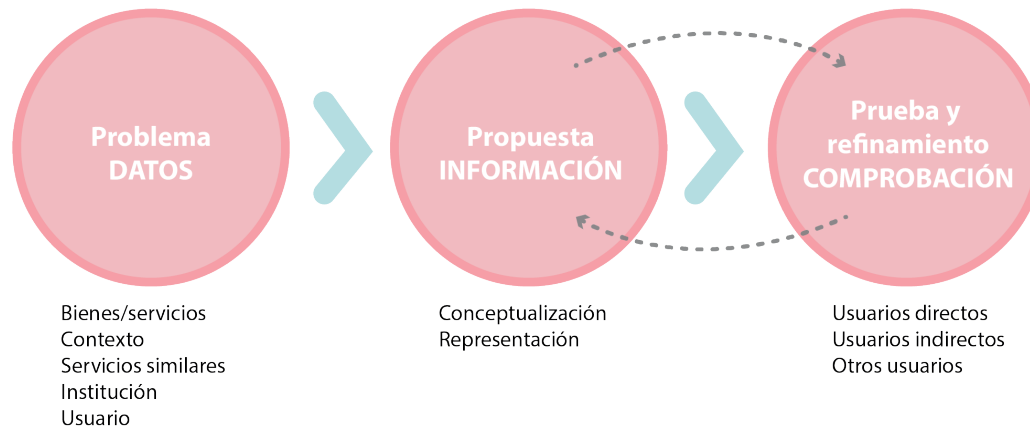 Problema
DATOS
Propuesta
INFORMACIÓN
Prueba y
refinamiento
COMPROBACIÓN
Bienes/servicios
Contexto
Servicios similares
Institución
Usuario
Conceptualización
Representación
Usuarios directos
Usuarios indirectos
Otros usuarios